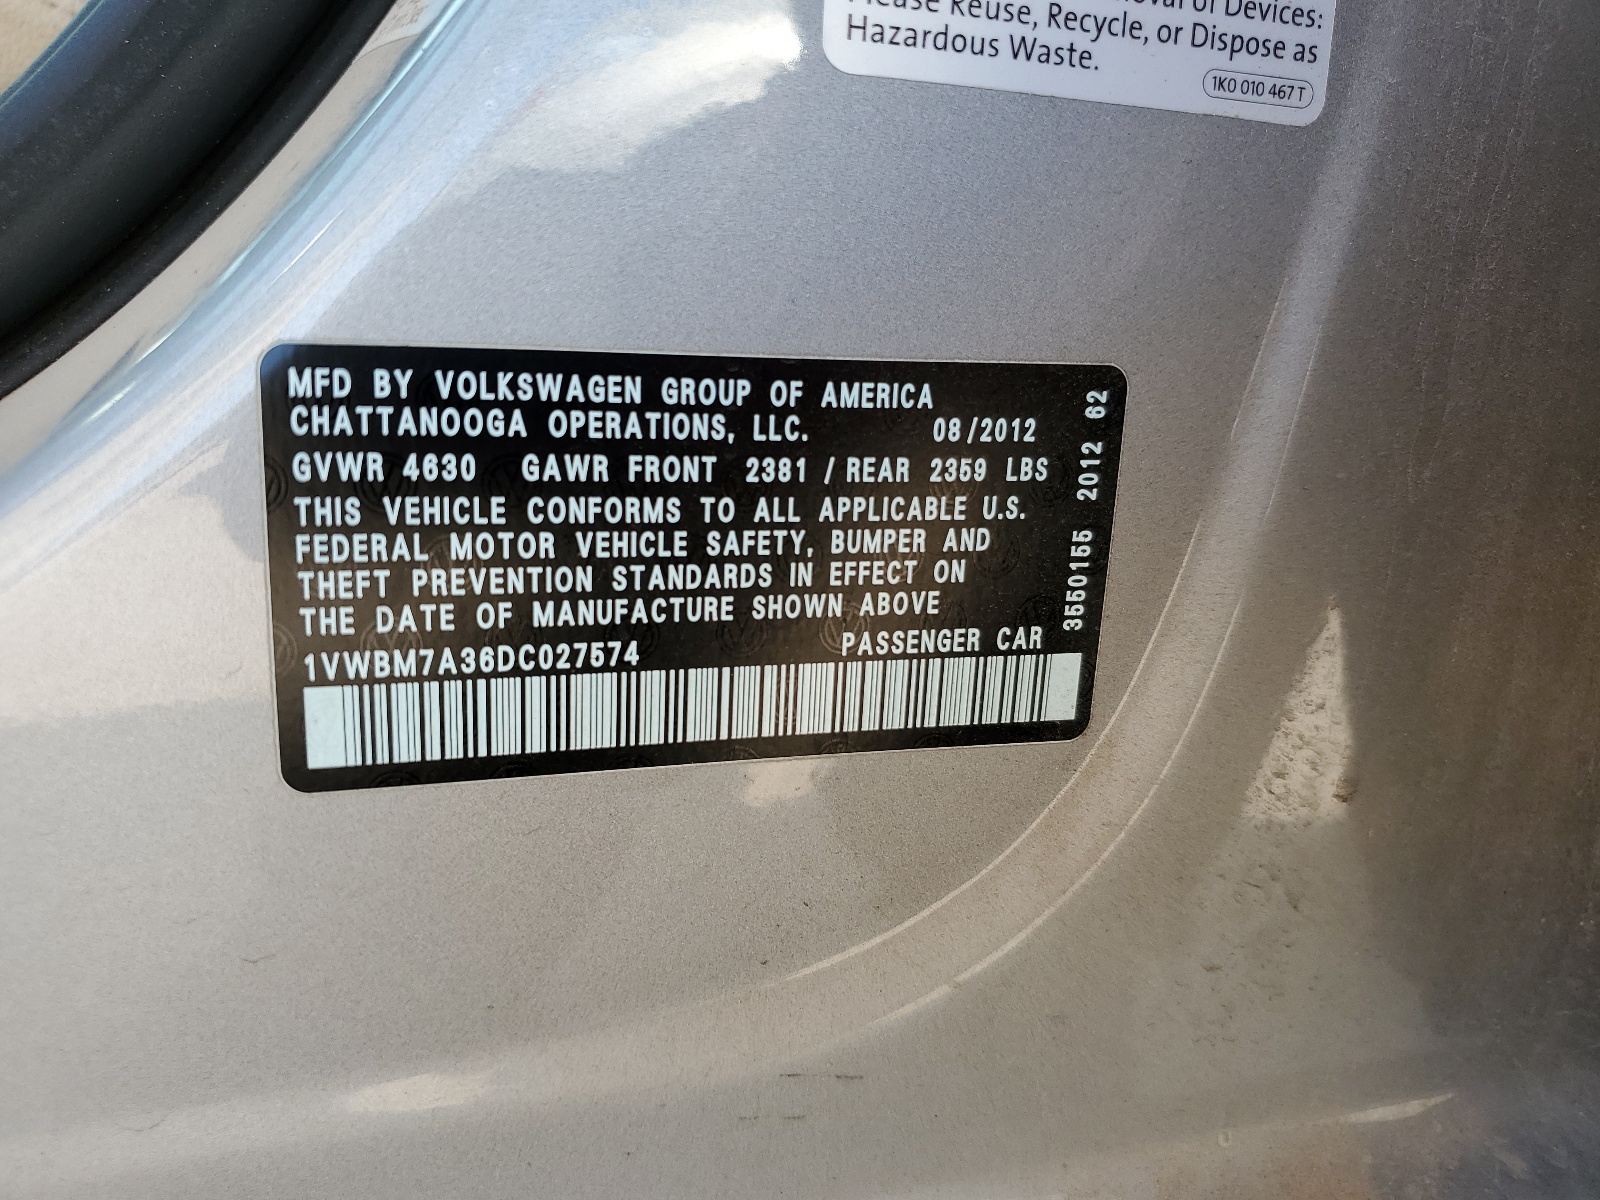 of Devices:
Please Reuse, Recycle, or Dispose as
Hazardous Waste.
1K0 010 467 T
MFD BY VOLKSWAGEN GROUP OF AMERICA
CHATTANOOGA OPERATIONS, LLC. 08/2012
GVWR 4630 GAWR FRONT 2381 / REAR 2359 LBS
THIS VEHICLE CONFORMS TO ALL APPLICABLE U.S.
FEDERAL MOTOR VEHICLE SAFETY, BUMPER AND
THEFT PREVENTION STANDARDS IN EFFECT ON
THE DATE OF MANUFACTURE SHOWN ABOVE
1VWBM7A36DC027574 PASSENGER CAR
3550155 2012 62